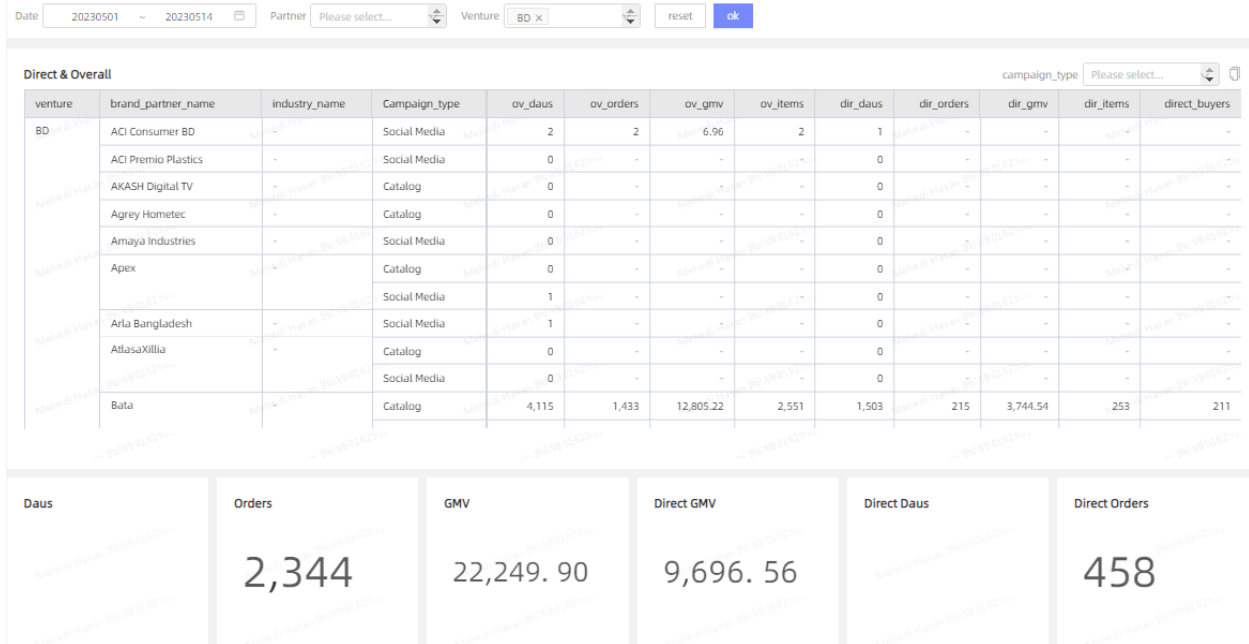 Date 20230501 ~ 20230514 Partner Please select... Venture BD × reset ok
Direct & Overall campaign_type Please select...
venture brand_partner_name industry_name Campaign_type ov_daus ov_orders ov_gmv ov_items dir_daus dir_orders dir_gmv dir_items direct_buyers
BD ACI Consumer BD - Social Media 2 2 6.96 2 1 - - - -
ACI Premio Plastics - Social Media 0 - - - 0 - - - -
AKASH Digital TV - Catalog 0 - - - 0 - - - -
Agrey Hometec - Catalog 0 - - - 0 - - - -
Amaya Industries - Social Media 0 - - - 0 - - - -
Apex - Catalog 0 - - - 0 - - - -
Social Media 1 - - - 0 - - - -
Arla Bangladesh - Social Media 1 - - - 0 - - - -
AtlasaXillia - Catalog 0 - - - 0 - - - -
Social Media 0 - - - 0 - - - -
Bata - Catalog 4,115 1,433 12,805.22 2,551 1,503 215 3,744.54 253 211
Daus Orders GMV Direct GMV Direct Daus Direct Orders
2,344 22,249. 90 9,696. 56 458